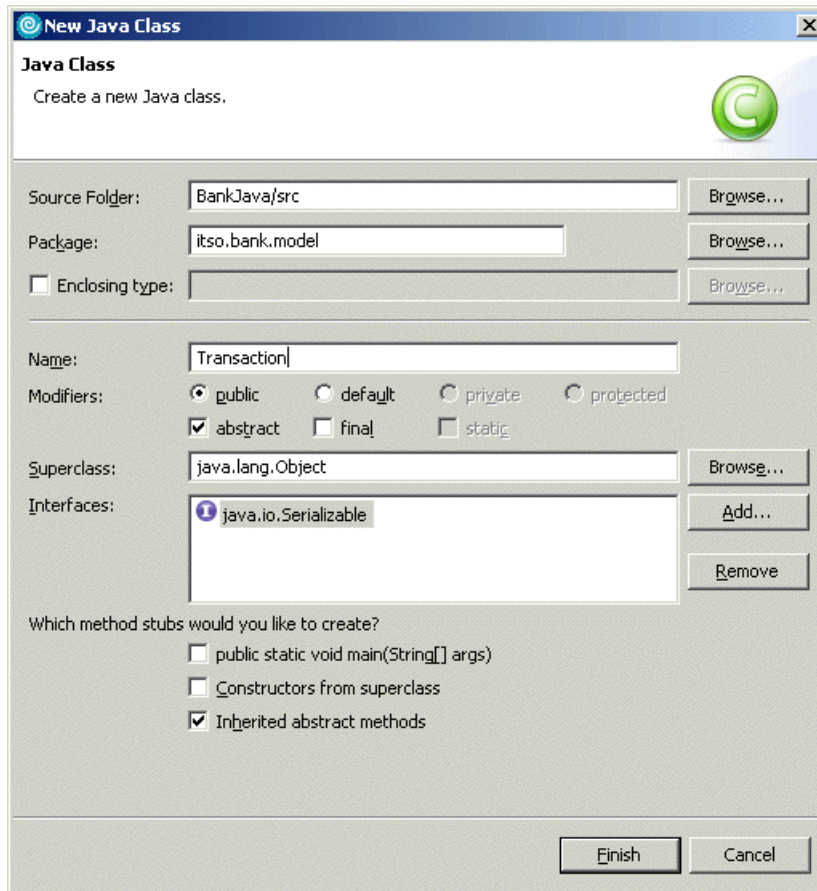 New Java Class
Java Class
Create a new Java class.
C
Source Folder: BankJava/src Browse...
Package: itso.bank.model Browse...
Enclosing type: Browse...
Name: Transaction
Modifiers: public default private protected
abstract final static
Superclass: java.lang.Object Browse...
Interfaces: I java.io.Serializable Add...
Remove
Which method stubs would you like to create?
public static void main(String[] args)
Constructors from superclass
Inherited abstract methods
Finish Cancel